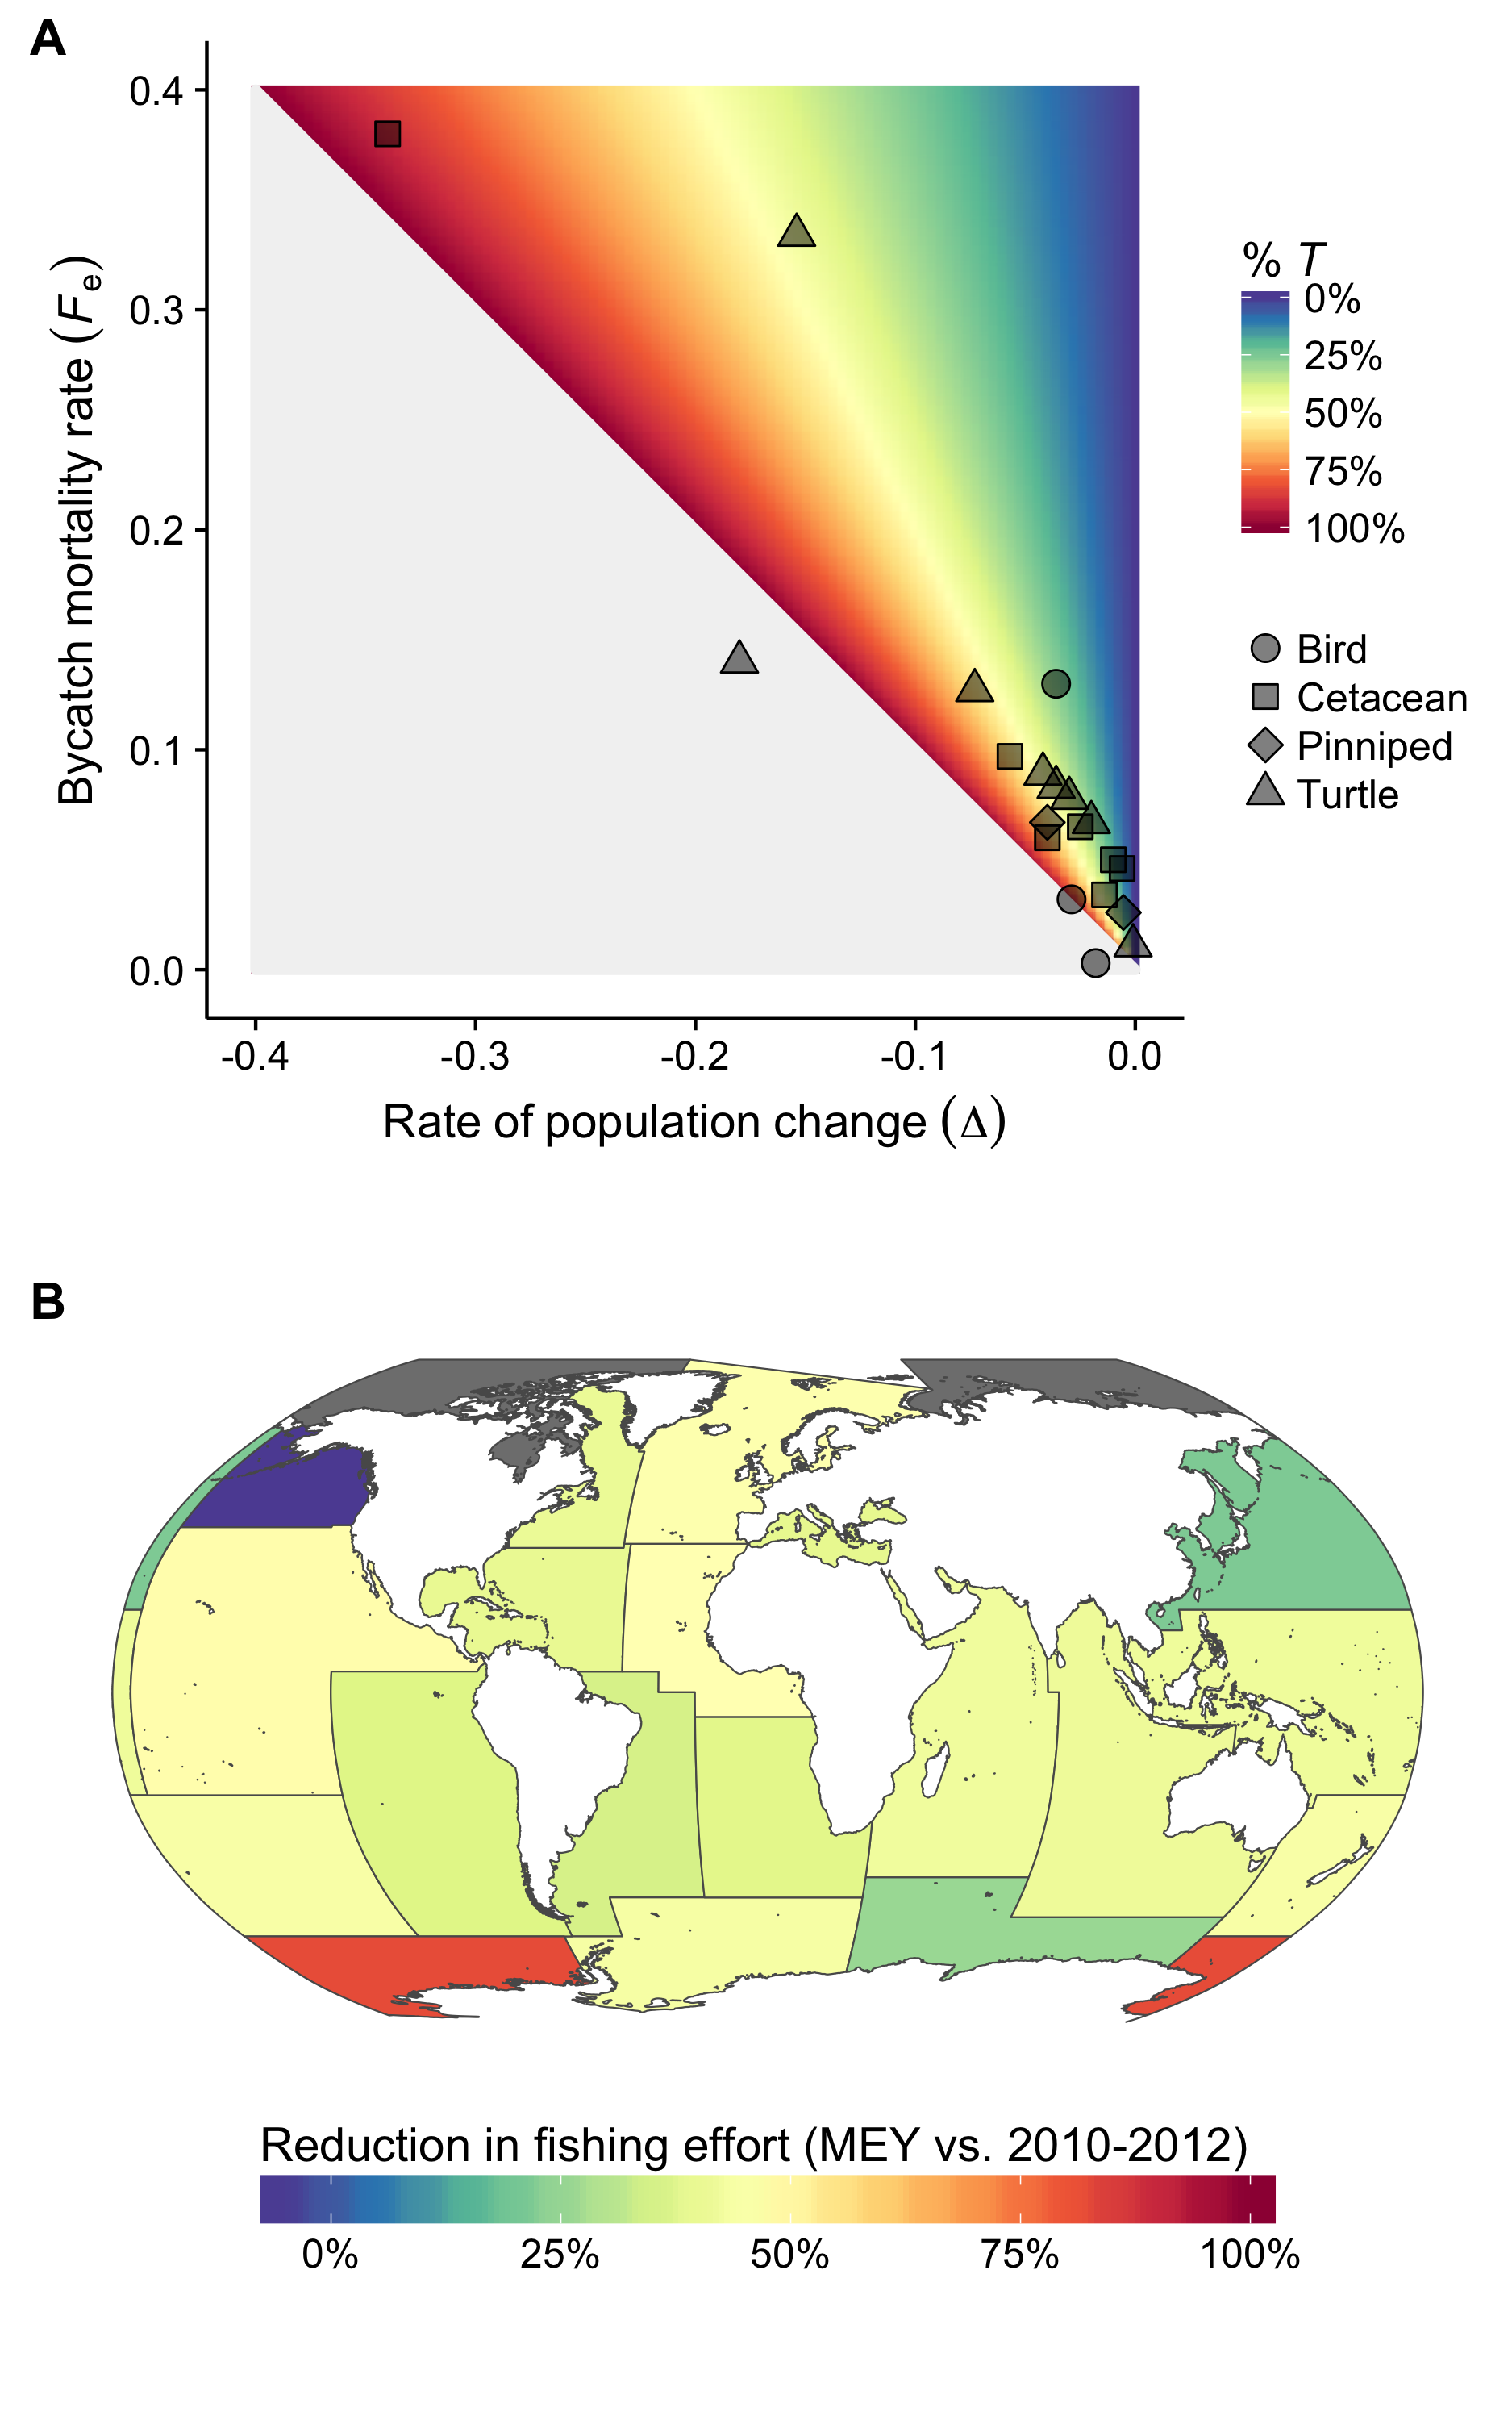 A
0.4
0.3
0.2
0.1
0.0
Bycatch mortality rate (Fe)
-0.4 -0.3 -0.2 -0.1 0.0
Rate of population change (Δ)
% T
0%
25%
50%
75%
100%
Bird
Cetacean
Pinniped
Turtle
B
Reduction in fishing effort (MEY vs. 2010-2012)
0% 25% 50% 75% 100%